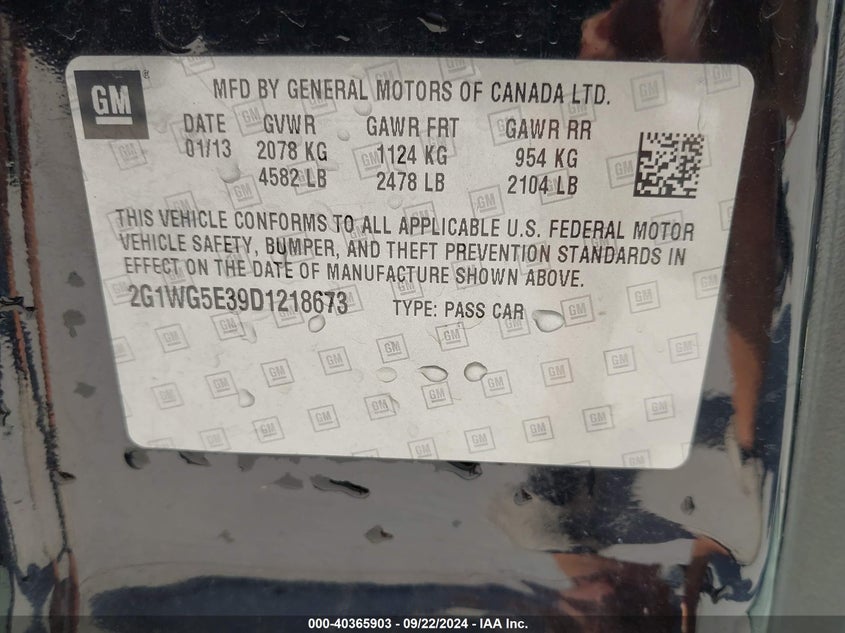 GM
MFD BY GENERAL MOTORS OF CANADA LTD.
DATE GVWR GAWR FRT GAWR RR
01/13 2078 KG 1124 KG 954 KG
4582 LB 2478 LB 2104 LB
THIS VEHICLE CONFORMS TO ALL APPLICABLE U.S. FEDERAL MOTOR
VEHICLE SAFETY, BUMPER, AND THEFT PREVENTION STANDARDS IN
EFFECT ON THE DATE OF MANUFACTURE SHOWN ABOVE.
2G1WG5E39D1218673 TYPE: PASS CAR
000-40365903 / 09/22/2024 - IAA Inc.